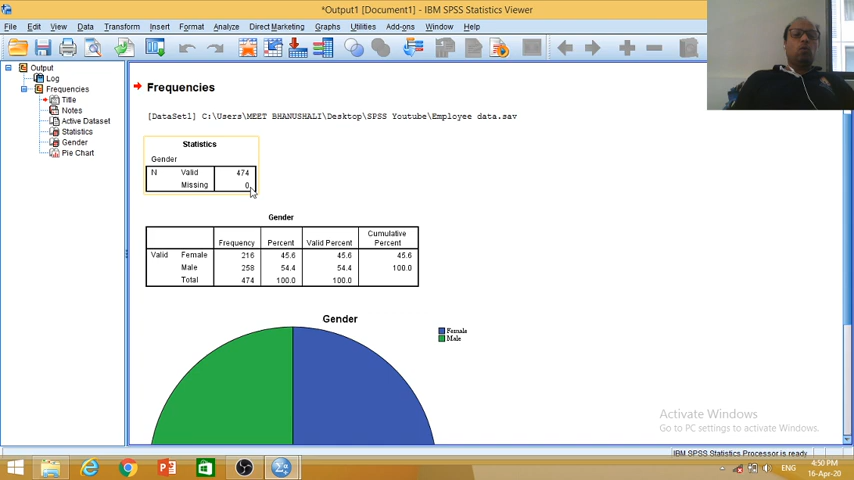 *Output1 [Document1] - IBM SPSS Statistics Viewer
File Edit View Data Transform Insert Format Analyze Direct Marketing Graphs Utilities Add-ons Window Help
Output
Log
Frequencies
Title
Notes
Active Dataset
Statistics
Gender
Pie Chart
Frequencies
[DataSet1] C:\Users\MEET BHANUSHALI\Desktop\SPSS Youtube\Employee data.sav
Statistics
Gender
N Valid 474
Missing 0
Gender
Frequency Percent Valid Percent Cumulative Percent
Valid Female 216 45.6 45.6 45.6
Male 258 54.4 54.4 100.0
Total 474 100.0 100.0
Gender
Female
Male
Activate Windows
Go to PC settings to activate Windows.
IBM SPSS Statistics Processor is ready
ENG
4:50 PM
16-Apr-20